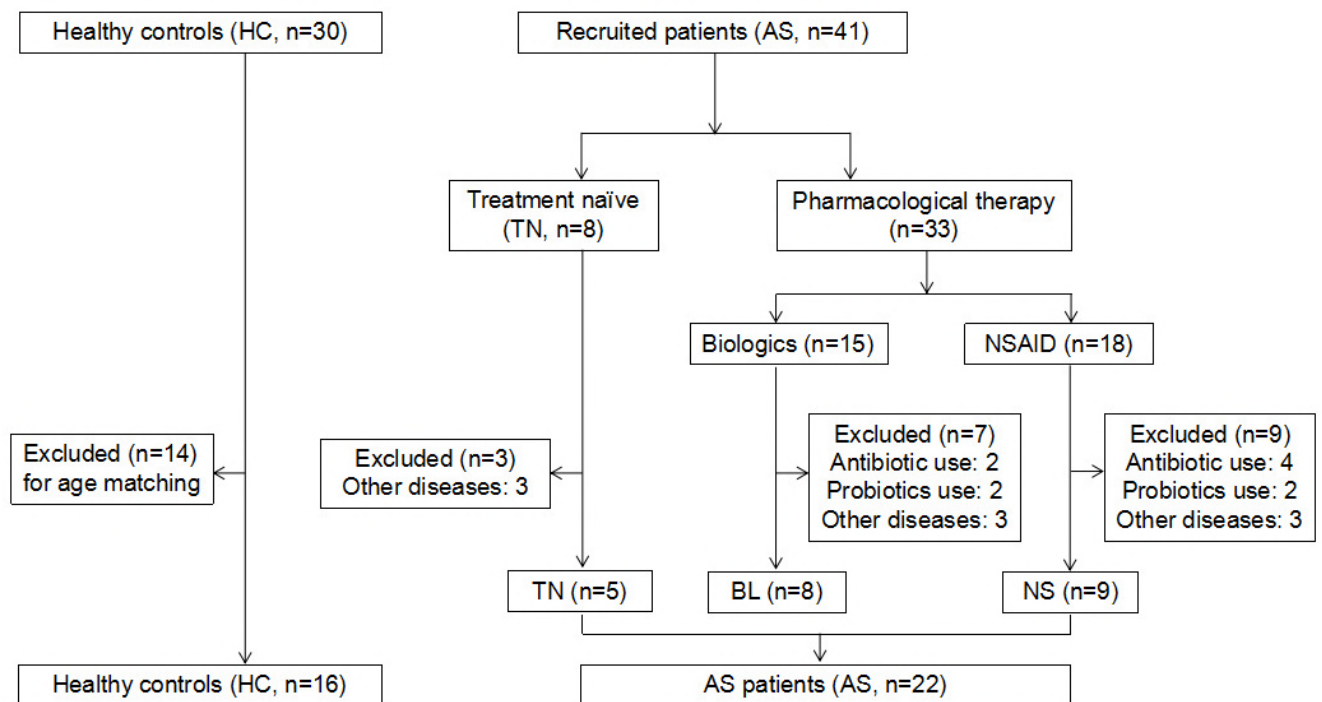 Healthy controls (HC, n=30)
Recruited patients (AS, n=41)
Treatment naïve
(TN, n=8)
Pharmacological therapy
(n=33)
Biologics (n=15)
NSAID (n=18)
Excluded (n=14)
for age matching
Excluded (n=3)
Other diseases: 3
Excluded (n=7)
Antibiotic use: 2
Probiotics use: 2
Other diseases: 3
Excluded (n=9)
Antibiotic use: 4
Probiotics use: 2
Other diseases: 3
TN (n=5)
BL (n=8)
NS (n=9)
Healthy controls (HC, n=16)
AS patients (AS, n=22)